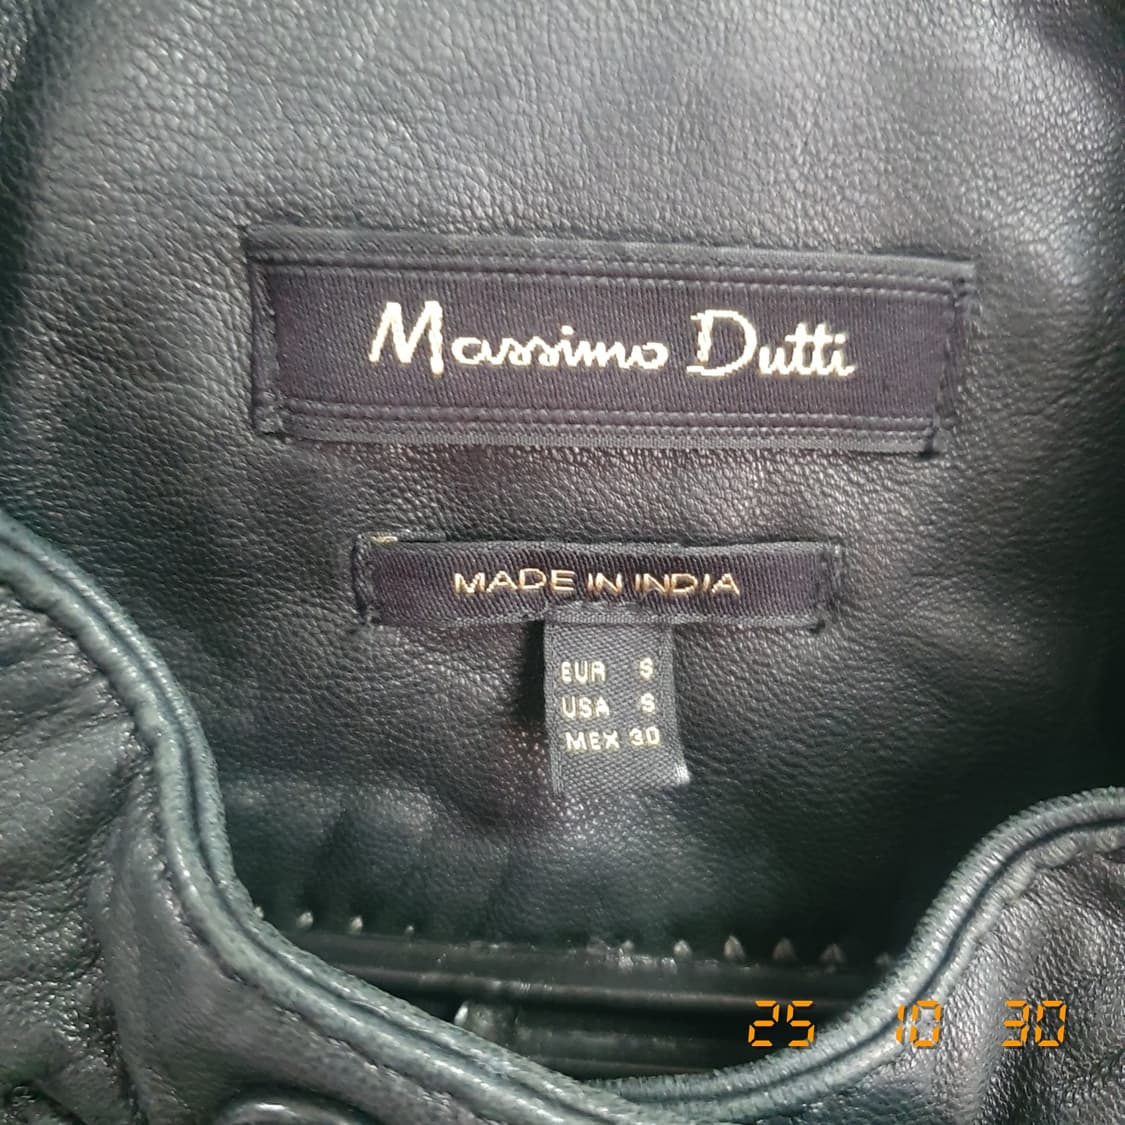 Massimo Dutti
MADE IN INDIA
EUR S
USA S
MEX 30
25 10 30